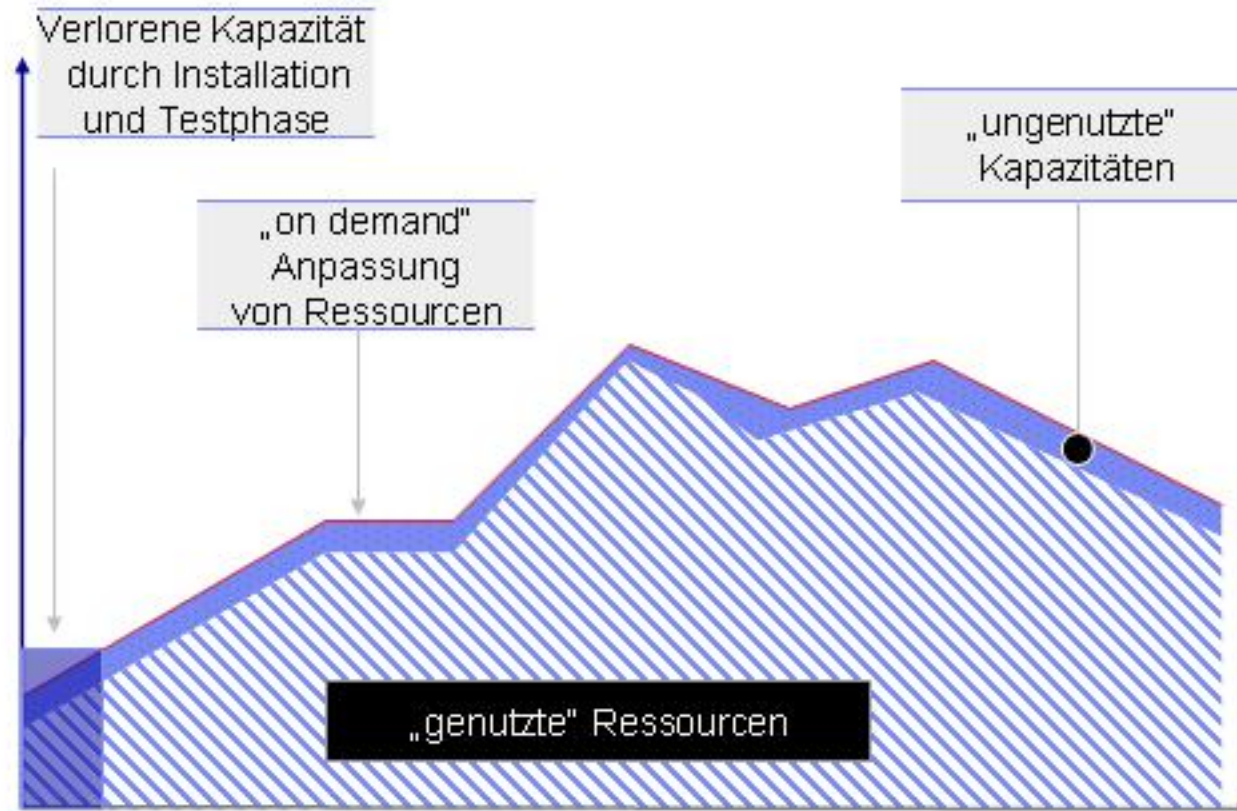 Verlorene Kapazität
durch Installation
und Testphase
„ungenutzte"
Kapazitäten
„on demand"
Anpassung
von Ressourcen
„genutzte" Ressourcen